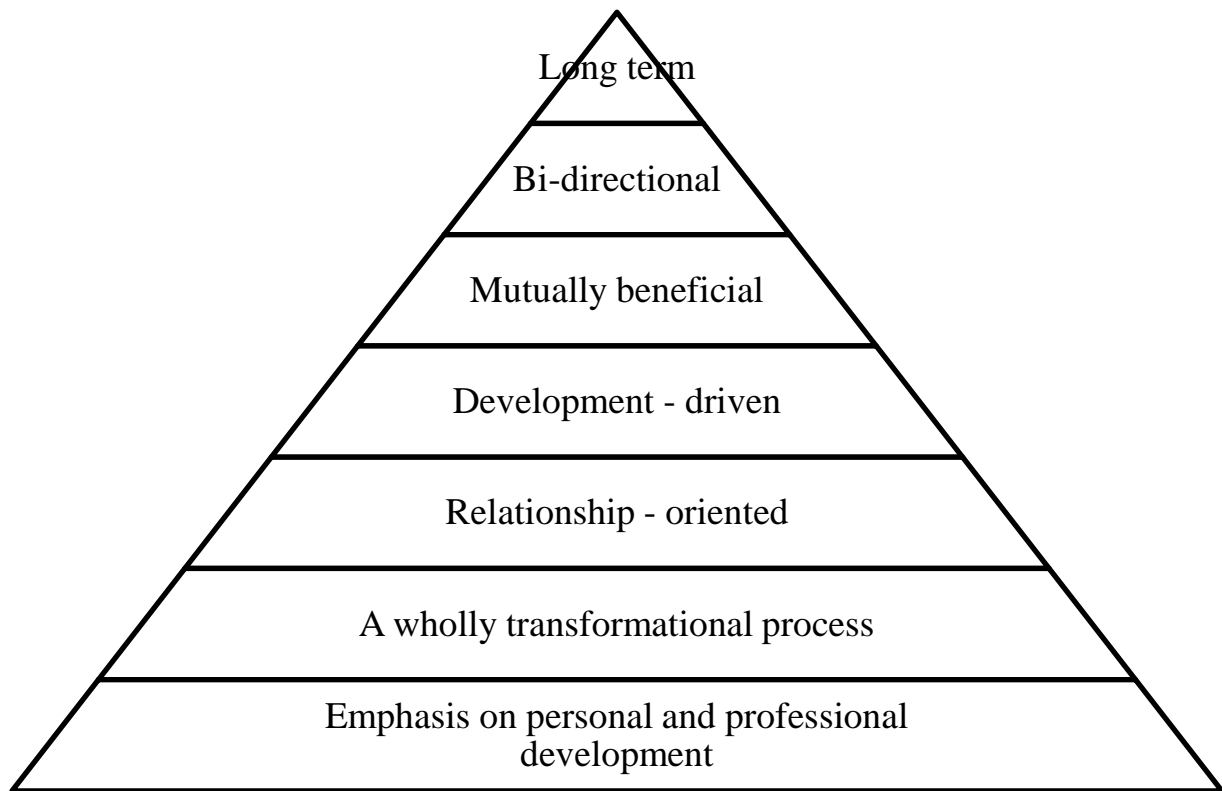 Long term
Bi-directional
Mutually beneficial
Development - driven
Relationship - oriented
A wholly transformational process
Emphasis on personal and professional
development